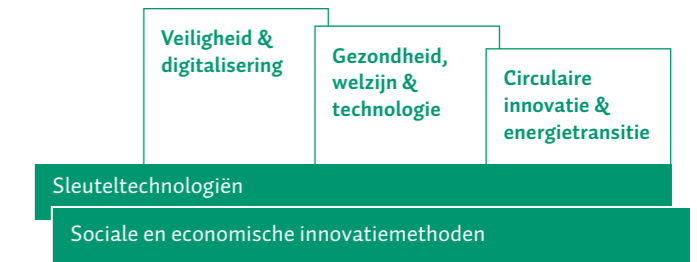 Veiligheid &
digitalisering
Gezondheid,
welzijn &
technologie
Circulaire
innovatie &
energietransitie
Sleuteltechnologiën
Sociale en economische innovatiemethoden